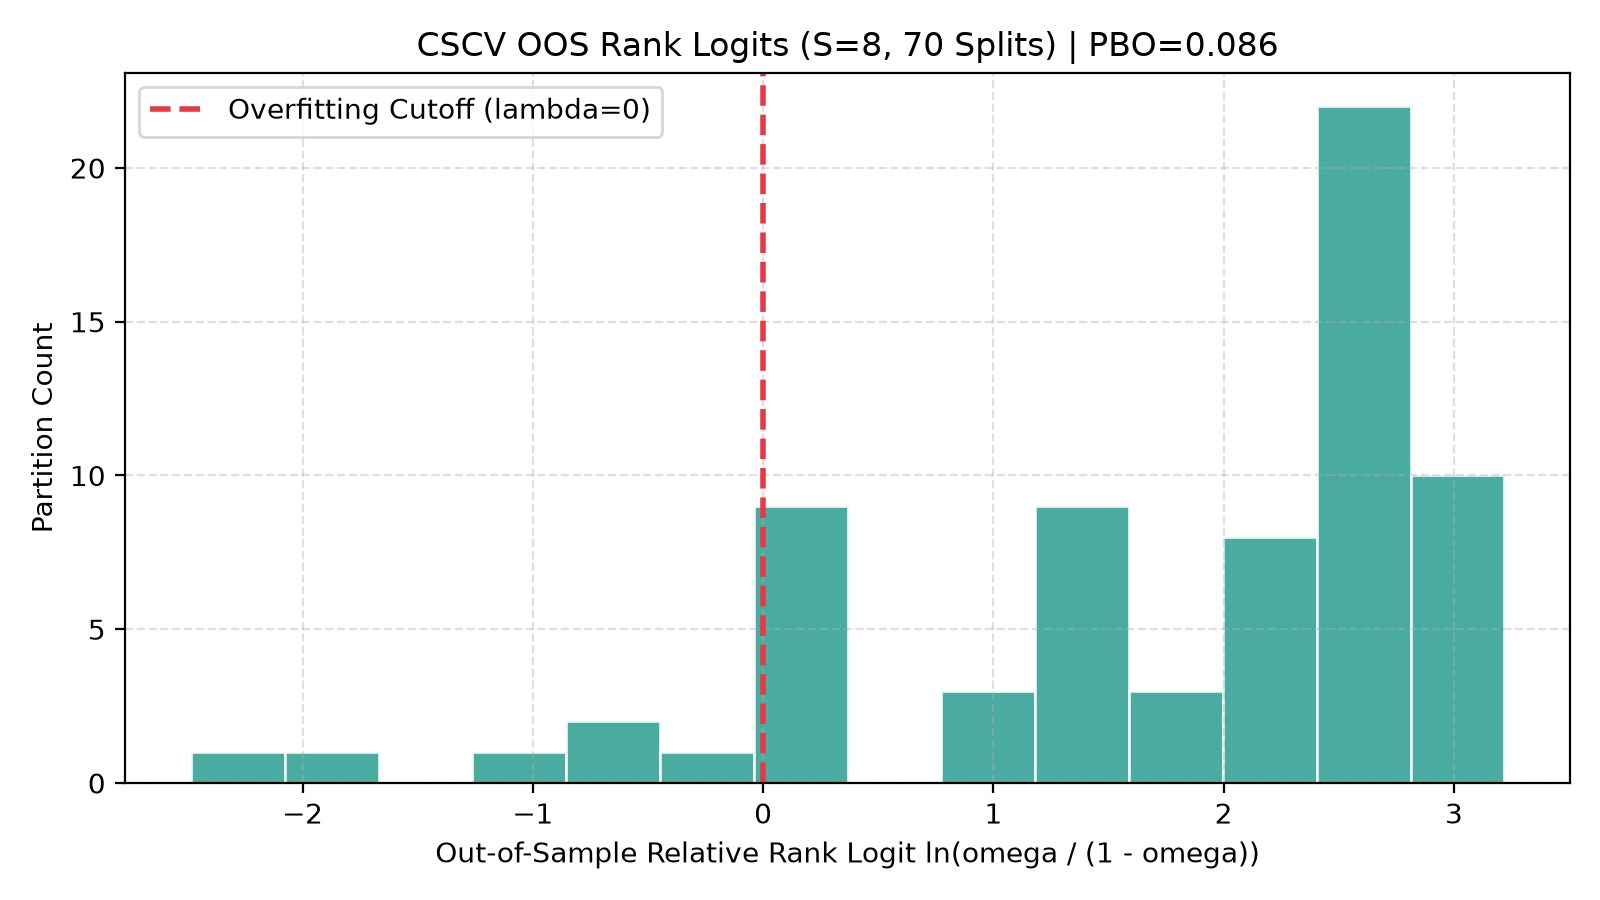 CSCV OOS Rank Logits (S=8, 70 Splits) | PBO=0.086
Overfitting Cutoff (lambda=0)
Partition Count
20
15
10
5
0
−2
−1
0
1
2
3
Out-of-Sample Relative Rank Logit ln(omega / (1 - omega))